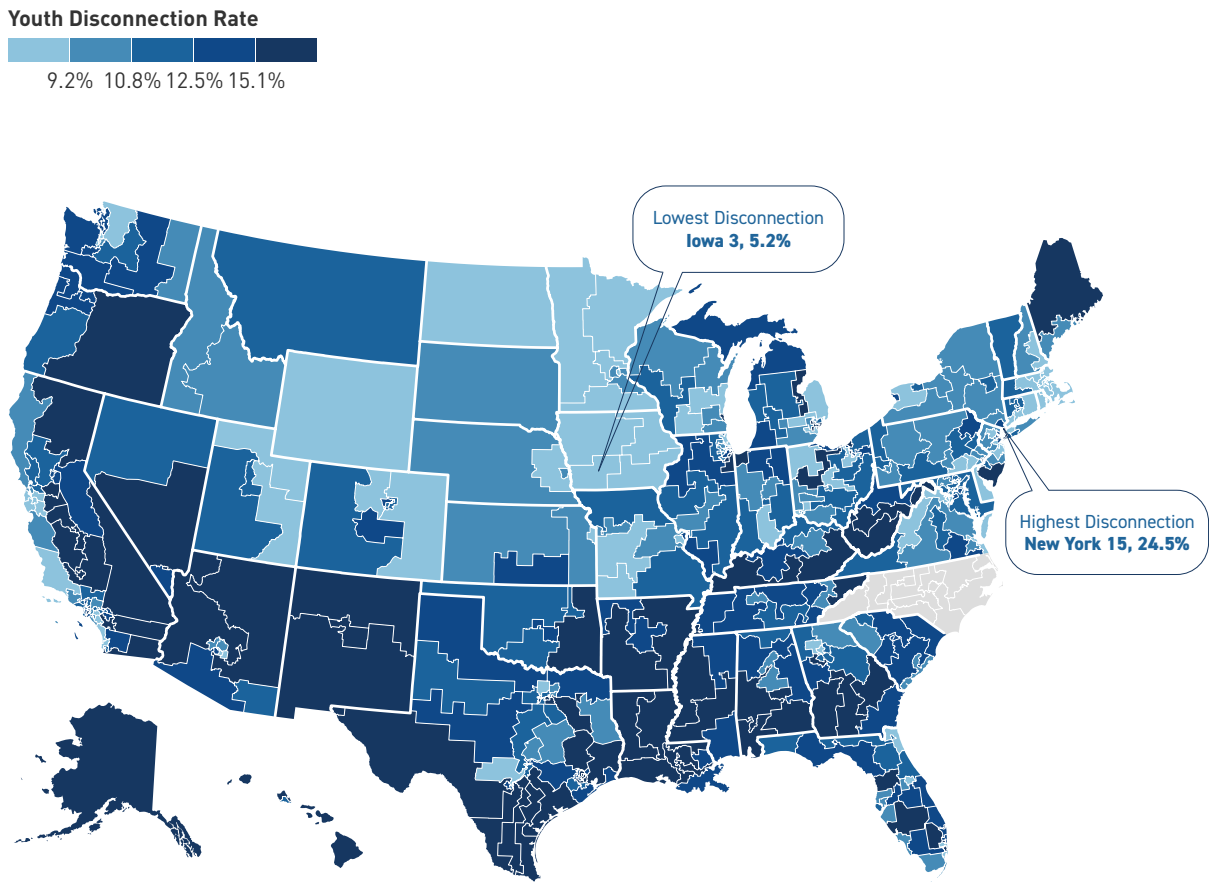 Youth Disconnection Rate
9.2% 10.8% 12.5% 15.1%
Lowest Disconnection
Iowa 3, 5.2%
Highest Disconnection
New York 15, 24.5%